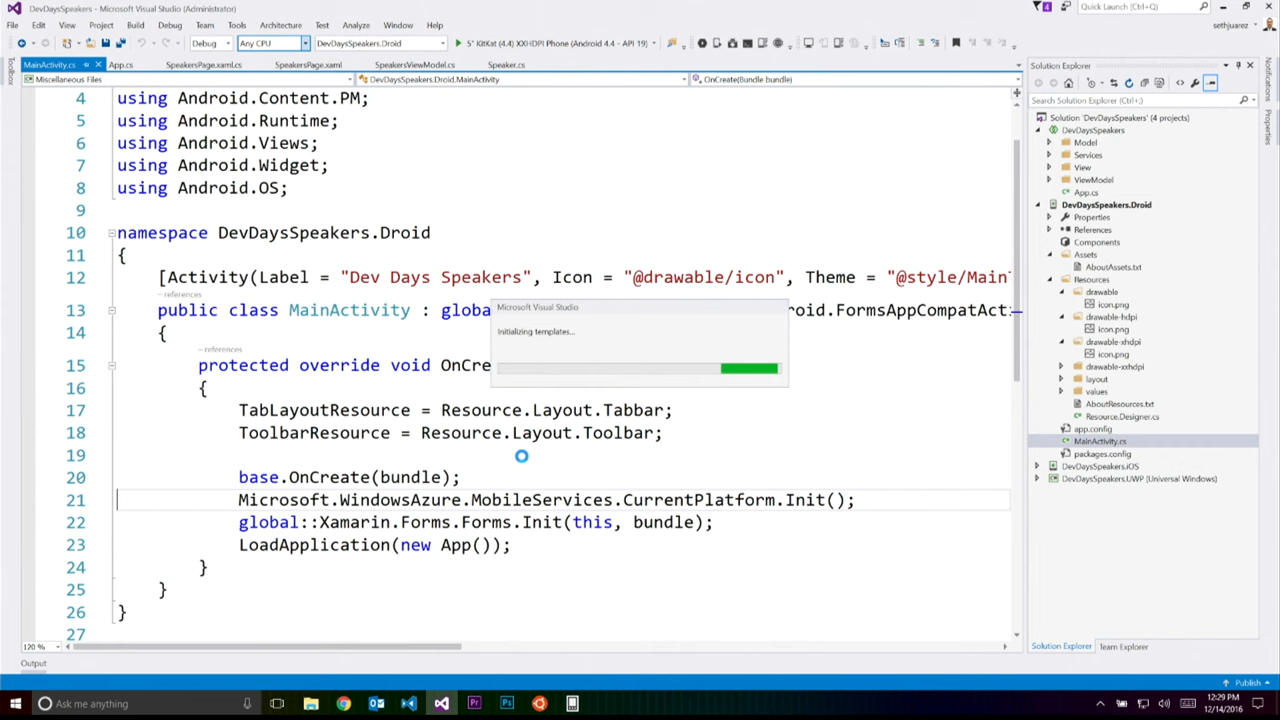 DevDaysSpeakers - Microsoft Visual Studio (Administrator)
4
Quick Launch (Ctrl+;)
File Edit View Project Build Debug Team Tools Architecture Test Analyze Window Help
sethjuarez
Debug Any CPU DevDaysSpeakers.Droid 5" KitKat (4.4) XXHDPI Phone (Android 4.4 - API 19)
MainActivity.cs App.cs SpeakersPage.xaml.cs SpeakersPage.xaml SpeakersViewModel.cs Speaker.cs
Miscellaneous Files DevDaysSpeakers.Droid.MainActivity OnCreate(Bundle bundle)
4 using Android.Content.PM;
5 using Android.Runtime;
6 using Android.Views;
7 using Android.Widget;
8 using Android.OS;
9
10 namespace DevDaysSpeakers.Droid
11 {
12 [Activity(Label = "Dev Days Speakers", Icon = "@drawable/icon", Theme = "@style/Main
-references
13 public class MainActivity : globa droid.FormsAppCompatActi
14 {
-references
15 protected override void OnCre
16 {
17 TabLayoutResource = Resource.Layout.Tabbar;
18 ToolbarResource = Resource.Layout.Toolbar;
19
20 base.OnCreate(bundle);
21 Microsoft.WindowsAzure.MobileServices.CurrentPlatform.Init();
22 global::Xamarin.Forms.Forms.Init(this, bundle);
23 LoadApplication(new App());
24 }
25 }
26 }
27
120 %
Output
Microsoft Visual Studio
Initializing templates...
Toolbox
Solution Explorer
Search Solution Explorer (Ctrl+;)
Solution 'DevDaysSpeakers' (4 projects)
DevDaysSpeakers
Model
Services
View
ViewModel
App.cs
DevDaysSpeakers.Droid
Properties
References
Components
Assets
AboutAssets.txt
Resources
drawable
icon.png
drawable-hdpi
icon.png
drawable-xhdpi
icon.png
drawable-xxhdpi
layout
values
AboutResources.txt
Resource.Designer.cs
app.config
MainActivity.cs
packages.config
DevDaysSpeakers.iOS
DevDaysSpeakers.UWP (Universal Windows)
Solution Explorer Team Explorer
Notifications
Properties
Publish
Ask me anything
Pr
Ps
12:29 PM
12/14/2016